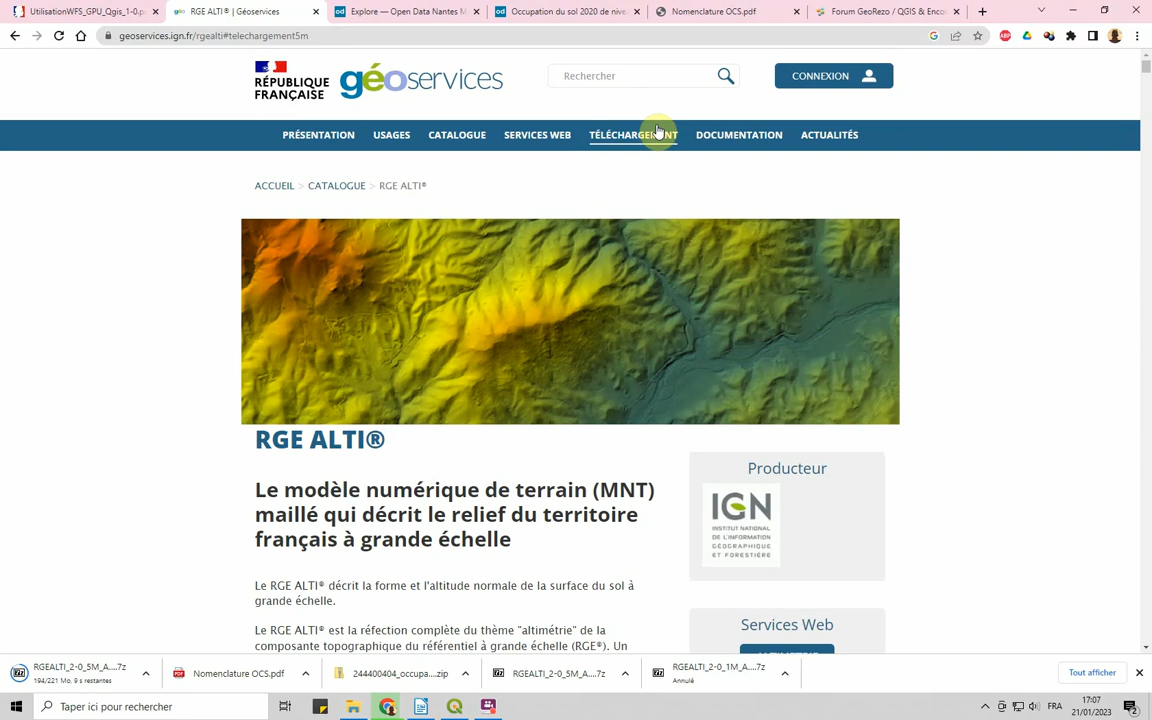 UtilisationWFS_GPU_Qgis_1-0.p
RGE ALTI® | Géoservices
Explore — Open Data Nantes M
Occupation du sol 2020 de nive
Nomenclature OCS.pdf
Forum GeoRezo / QGIS & Enco
geoservices.ign.fr/rgealti#telechargement5m
RÉPUBLIQUE
FRANÇAISE
géoservices
Rechercher
CONNEXION
PRÉSENTATION USAGES CATALOGUE SERVICES WEB TÉLÉCHARGEMENT DOCUMENTATION ACTUALITÉS
ACCUEIL > CATALOGUE > RGE ALTI®
RGE ALTI®
Le modèle numérique de terrain (MNT)
maillé qui décrit le relief du territoire
français à grande échelle
Le RGE ALTI® décrit la forme et l'altitude normale de la surface du sol à
grande échelle.
Le RGE ALTI® est la réfection complète du thème "altimétrie" de la
composante topographique du référentiel à grande échelle (RGE®). Un
Producteur
IGN
INSTITUT NATIONAL
DE L'INFORMATION
GÉOGRAPHIQUE
ET FORESTIÈRE
Services Web
RGEALTI_2-0_5M_A....7z
194/221 Mo, 9 s restantes
Nomenclature OCS.pdf
244400404_occupa....zip
RGEALTI_2-0_5M_A....7z
RGEALTI_2-0_1M_A....7z
Annulé
Tout afficher
Taper ici pour rechercher
FRA
17:07
21/01/2023
2